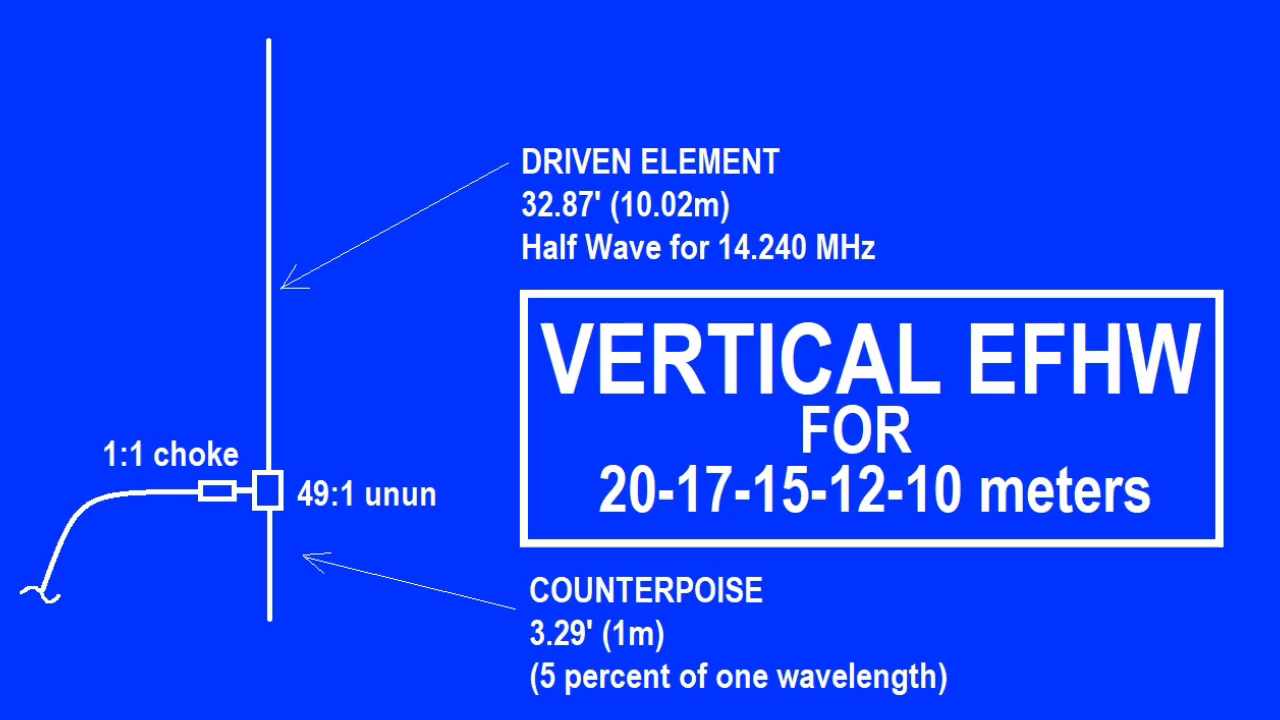 DRIVEN ELEMENT
32.87' (10.02m)
Half Wave for 14.240 MHz
VERTICAL EFHW
FOR
20-17-15-12-10 meters
1:1 choke
49:1 unun
COUNTERPOISE
3.29' (1m)
(5 percent of one wavelength)